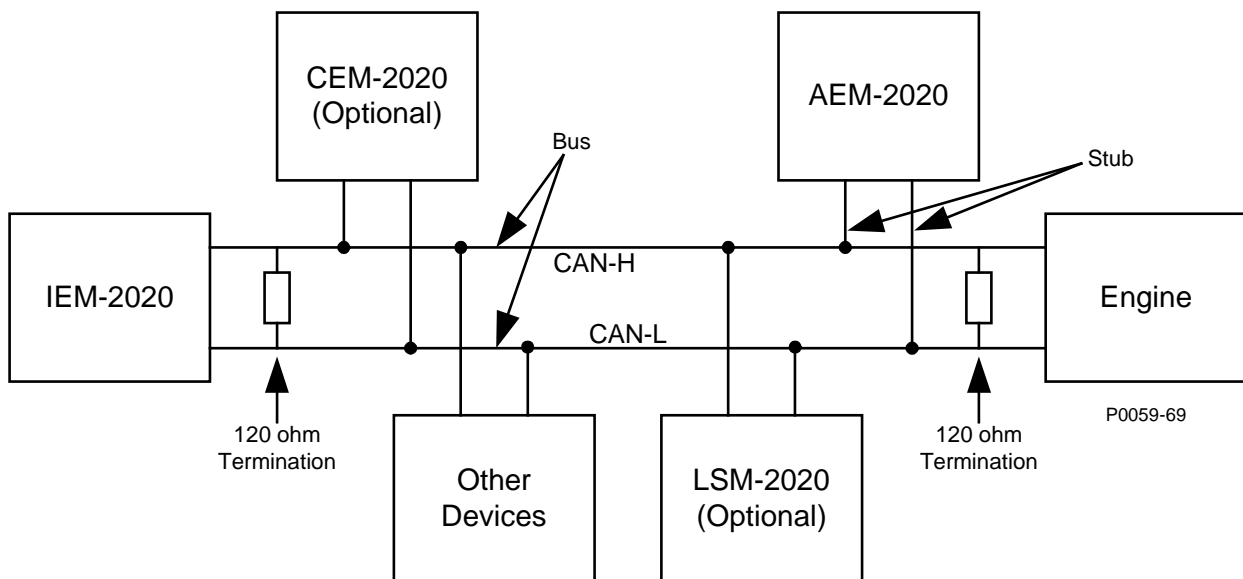 CEM-2020
(Optional)
AEM-2020
Bus
Stub
IEM-2020
CAN-H
Engine
CAN-L
P0059-69
120 ohm
Termination
120 ohm
Termination
Other
Devices
LSM-2020
(Optional)